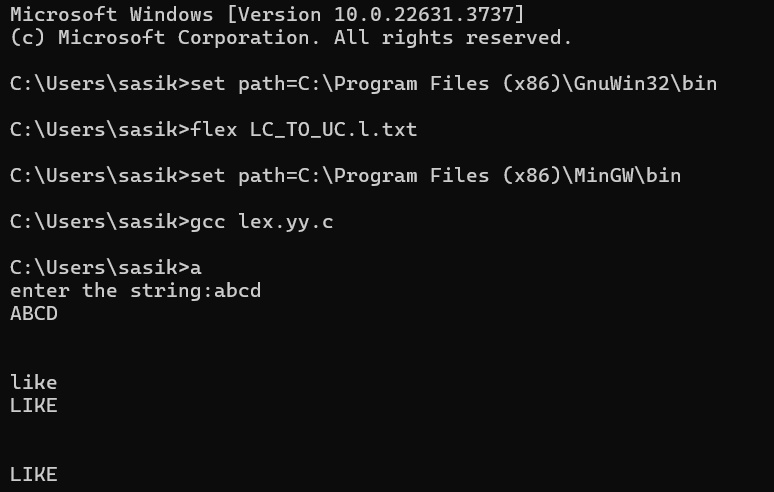 Microsoft Windows [Version 10.0.22631.3737]
(c) Microsoft Corporation. All rights reserved.
C:\Users\sasik>set path=C:\Program Files (x86)\GnuWin32\bin
C:\Users\sasik>flex LC_TO_UC.l.txt
C:\Users\sasik>set path=C:\Program Files (x86)\MinGW\bin
C:\Users\sasik>gcc lex.yy.c
C:\Users\sasik>a
enter the string:abcd
ABCD
like
LIKE
LIKE